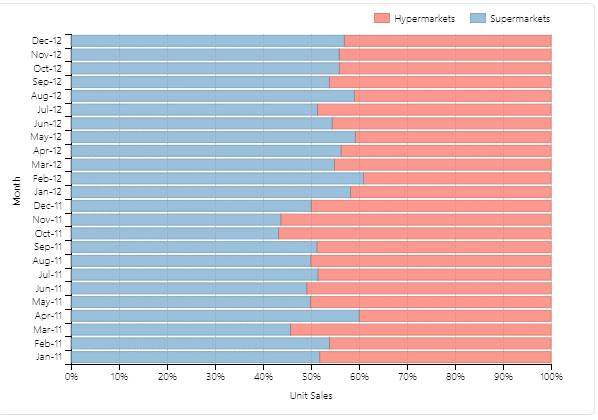 Hypermarkets Supermarkets
Dec-12
Nov-12
Oct-12
Sep-12
Aug-12
Jul-12
Jun-12
May-12
Apr-12
Mar-12
Feb-12
Jan-12
Dec-11
Nov-11
Oct-11
Sep-11
Aug-11
Jul-11
Jun-11
May-11
Apr-11
Mar-11
Feb-11
Jan-11
Month
0% 10% 20% 30% 40% 50% 60% 70% 80% 90% 100%
Unit Sales